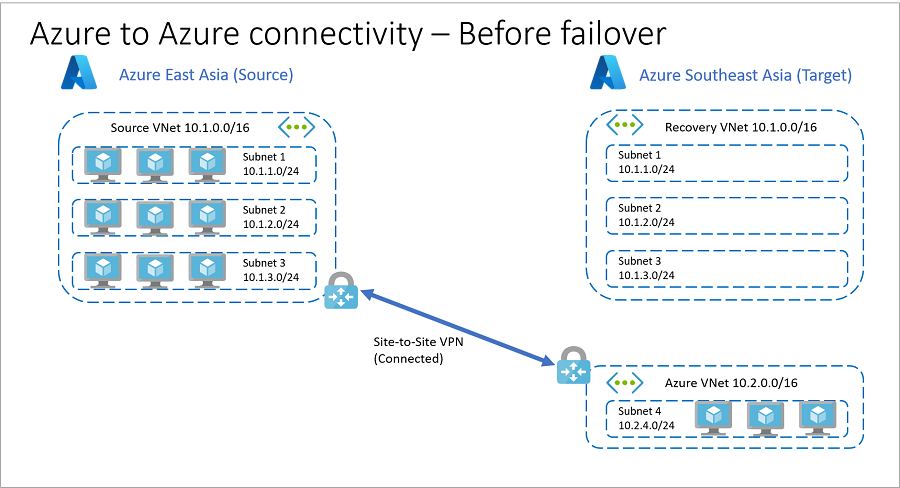 Azure to Azure connectivity – Before failover
Azure East Asia (Source)
Azure Southeast Asia (Target)
Source VNet 10.1.0.0/16
Subnet 1
10.1.1.0/24
Subnet 2
10.1.2.0/24
Subnet 3
10.1.3.0/24
Recovery VNet 10.1.0.0/16
Subnet 1
10.1.1.0/24
Subnet 2
10.1.2.0/24
Subnet 3
10.1.3.0/24
Site-to-Site VPN
(Connected)
Azure VNet 10.2.0.0/16
Subnet 4
10.2.4.0/24